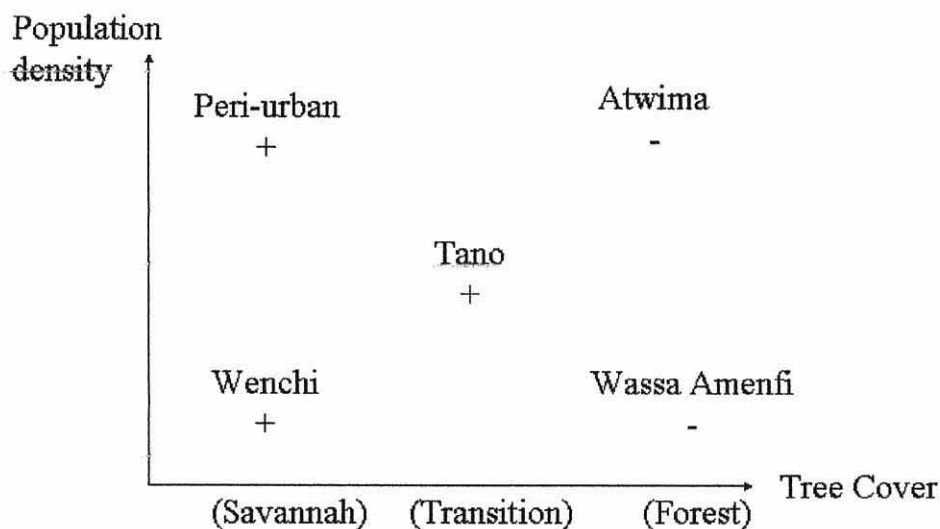 Population
density
Peri-urban
Atwima
+
-
Tano
+
Wenchi
Wassa Amenfi
+
-
Tree Cover
(Savannah) (Transition) (Forest)